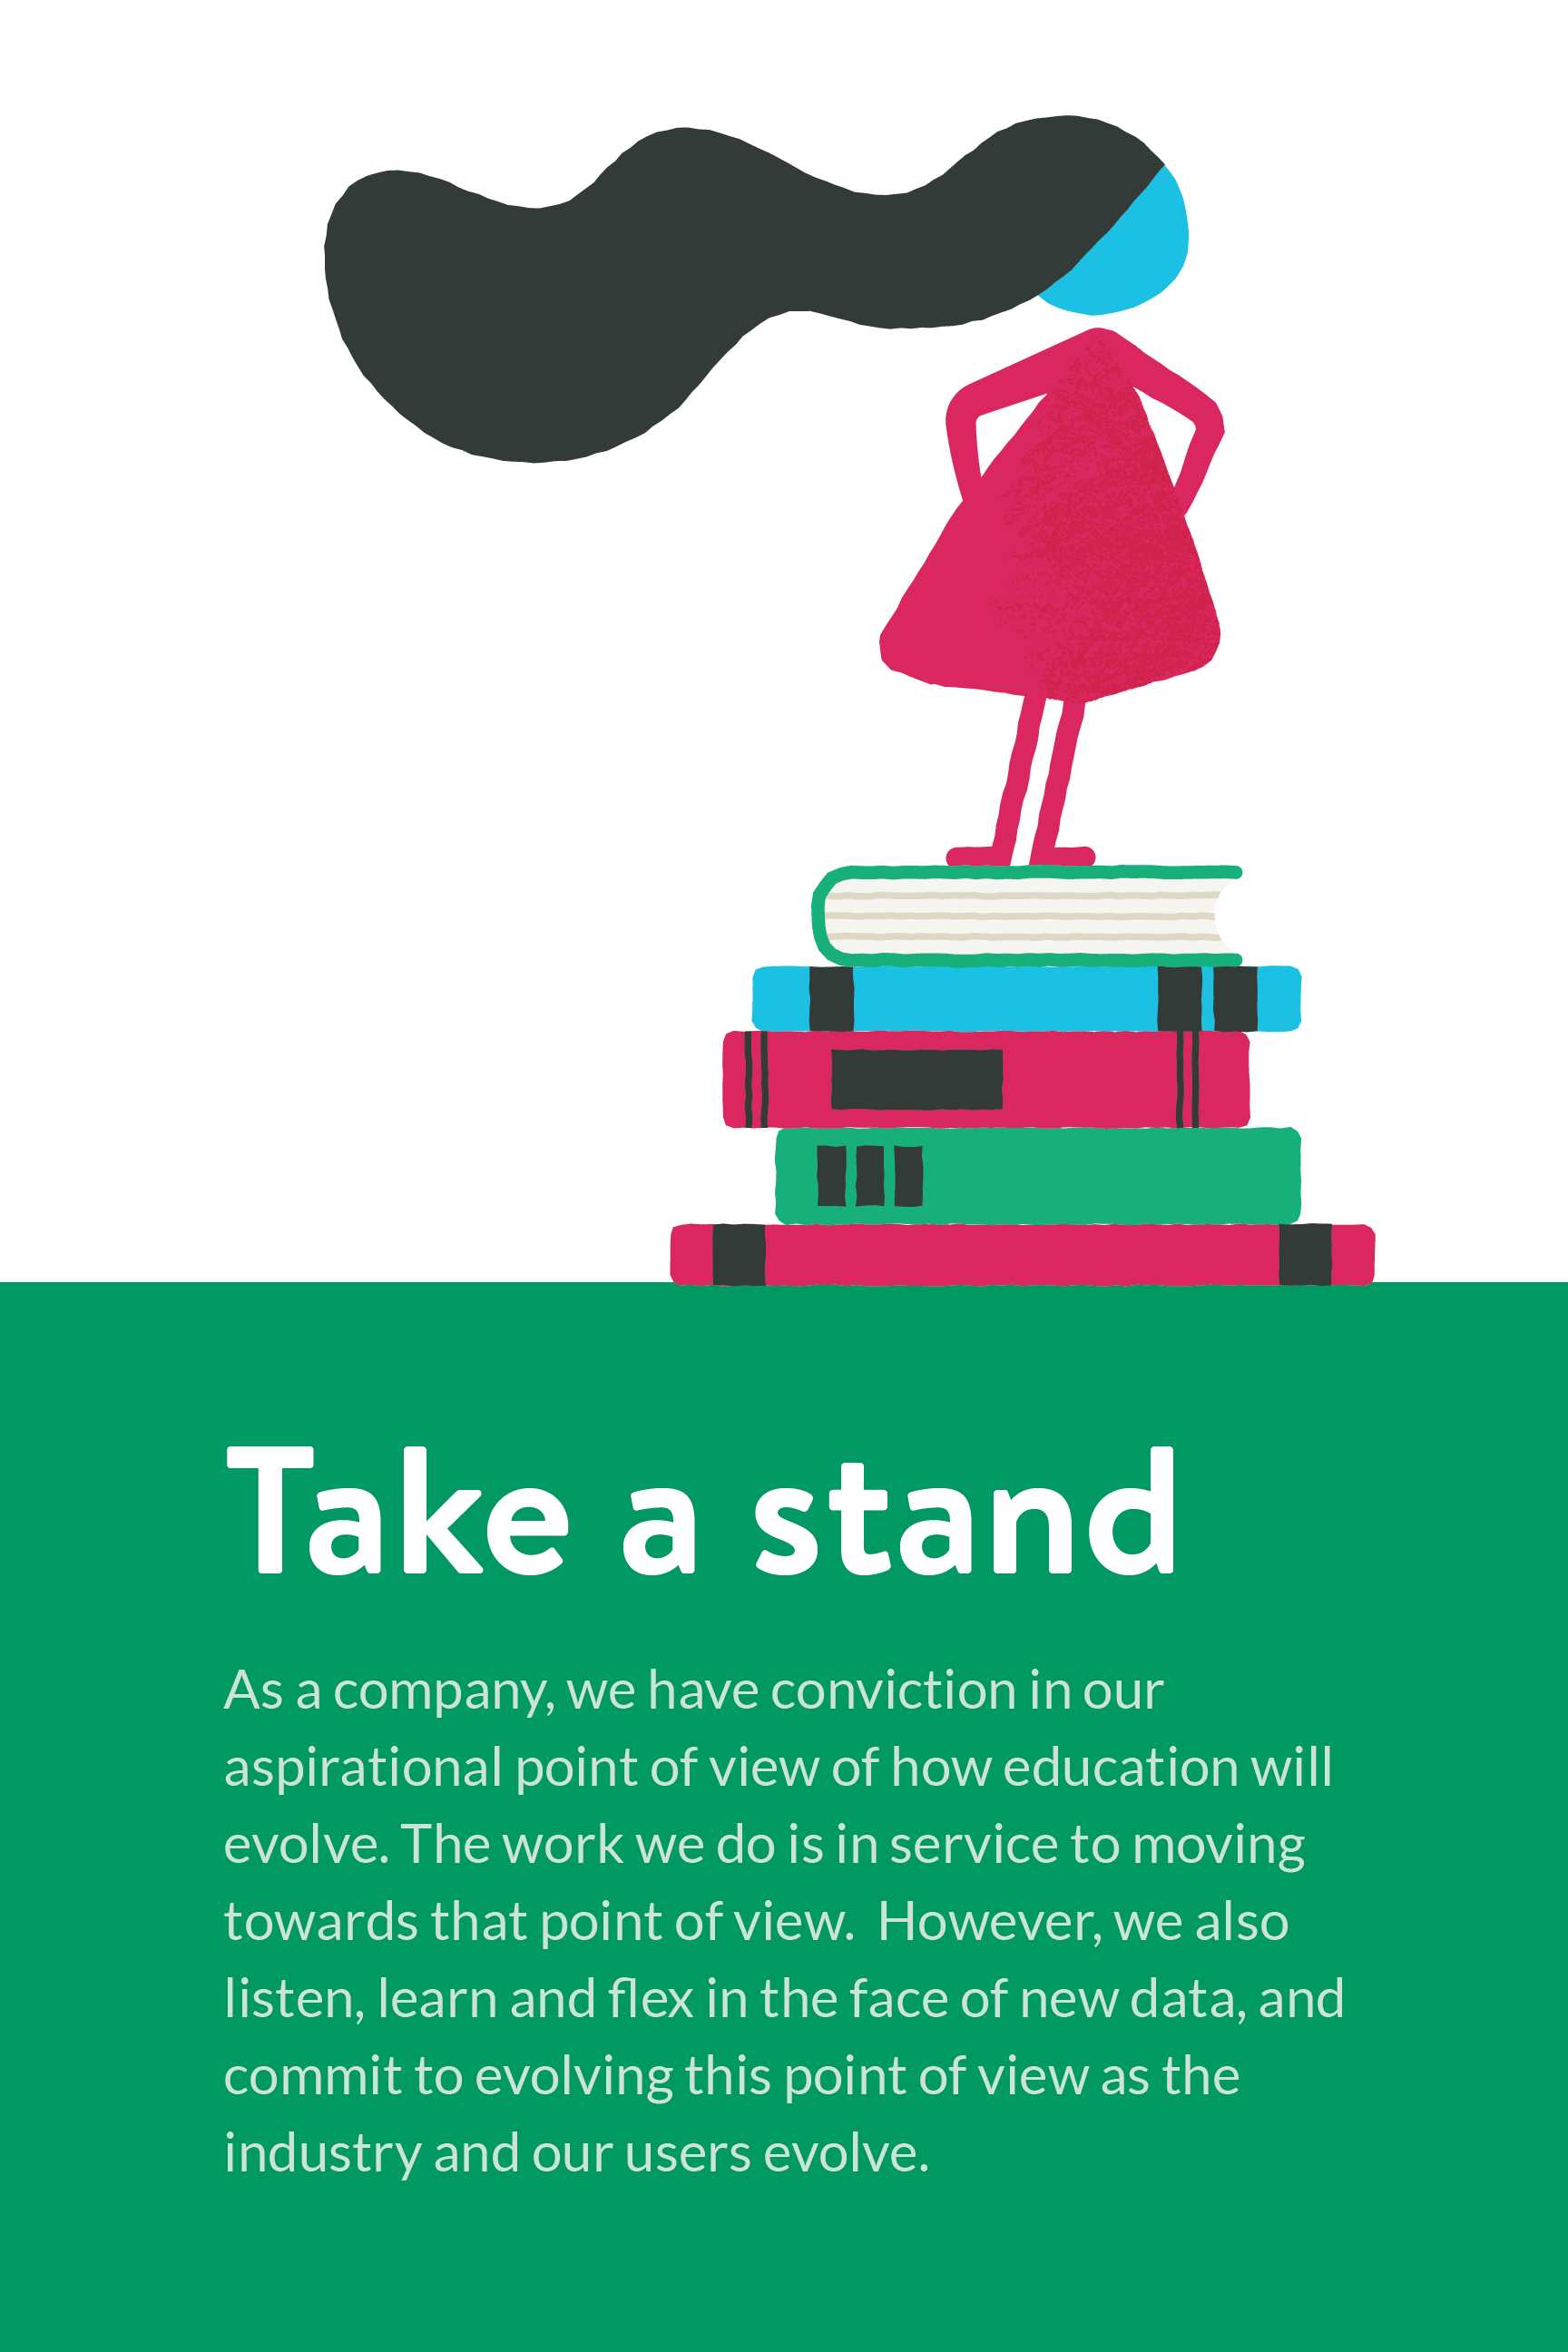 Take a stand
As a company, we have conviction in our
aspirational point of view of how education will
evolve. The work we do is in service to moving
towards that point of view.  However, we also
listen, learn and flex in the face of new data, and
commit to evolving this point of view as the
industry and our users evolve.